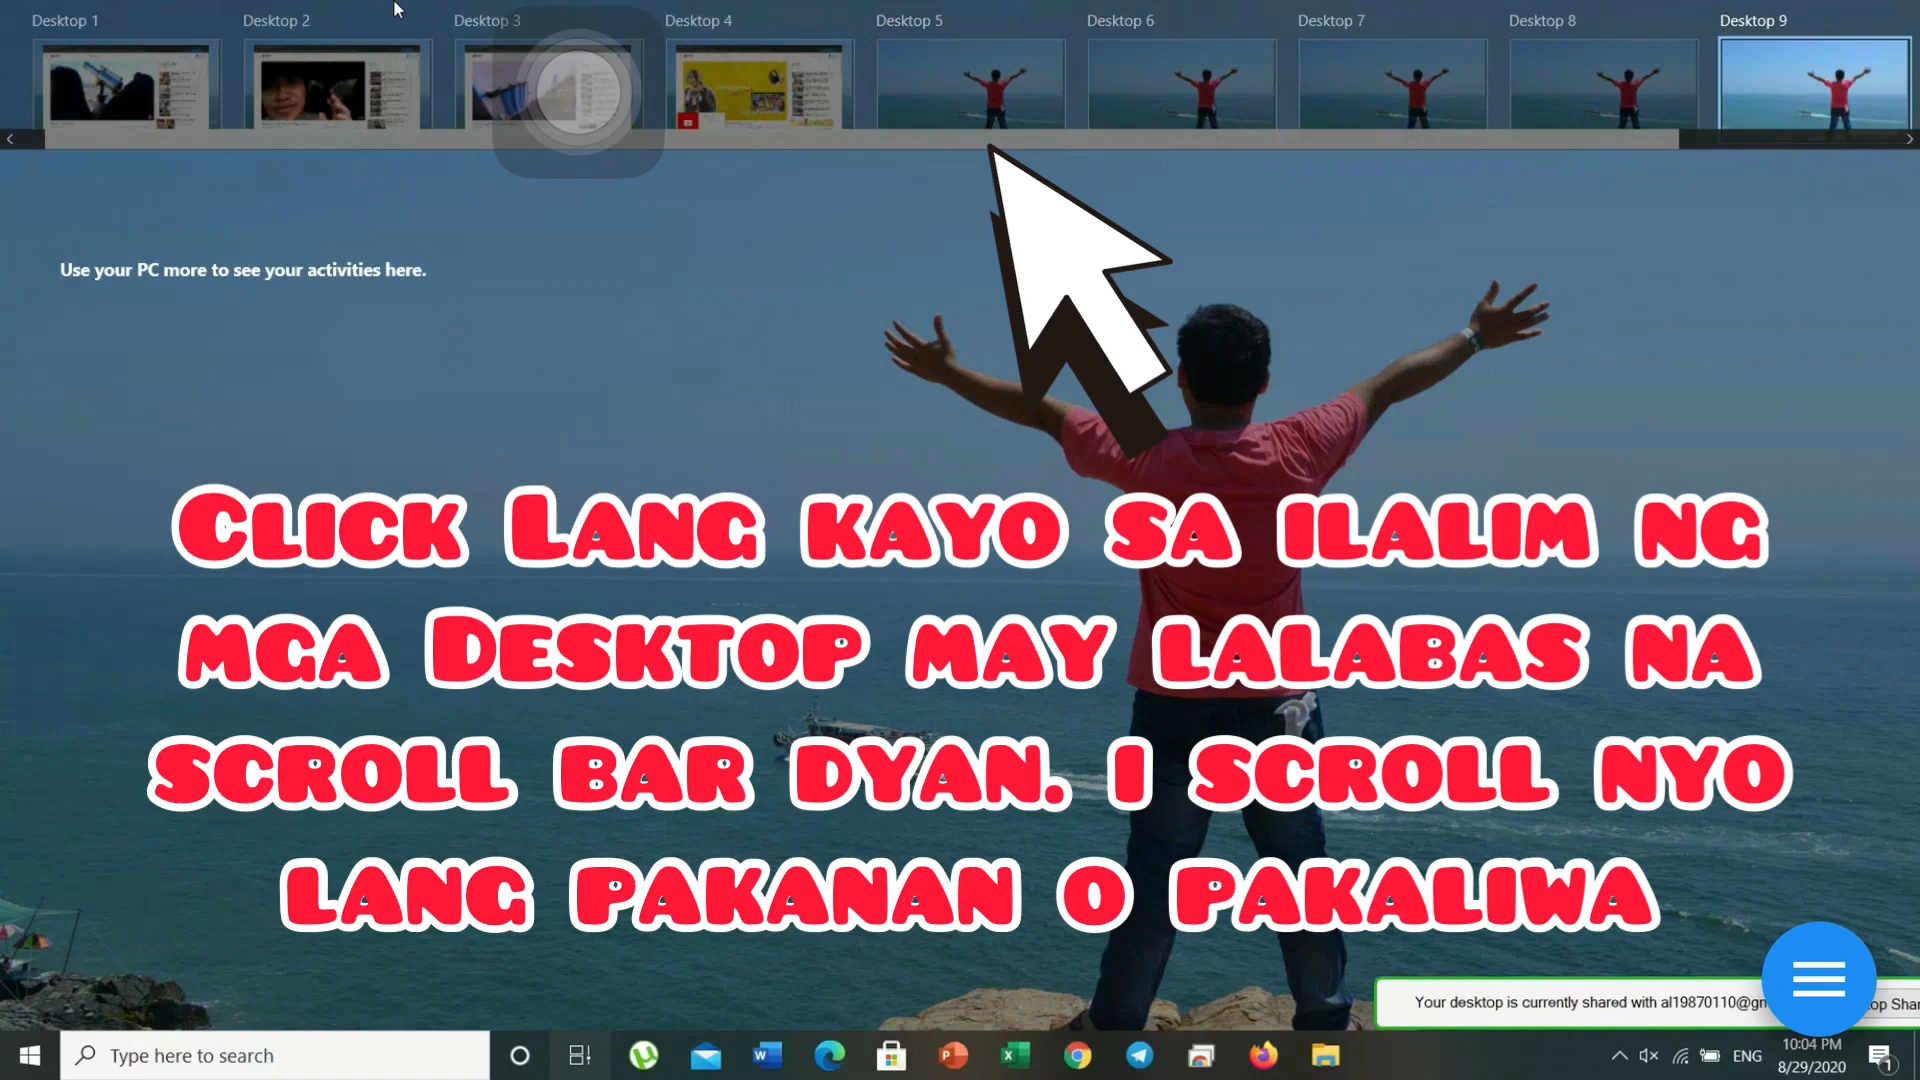 Desktop 1 Desktop 2 Desktop 3 Desktop 4 Desktop 5 Desktop 6 Desktop 7 Desktop 8 Desktop 9
Use your PC more to see your activities here.
Click Lang kayo sa ilalim ng
mga Desktop may lalabas na
scroll bar dyan. i scroll nyo
lang pakanan o pakaliwa
Your desktop is currently shared with al19870110@gm
Type here to search
ENG
10:04 PM
8/29/2020
1